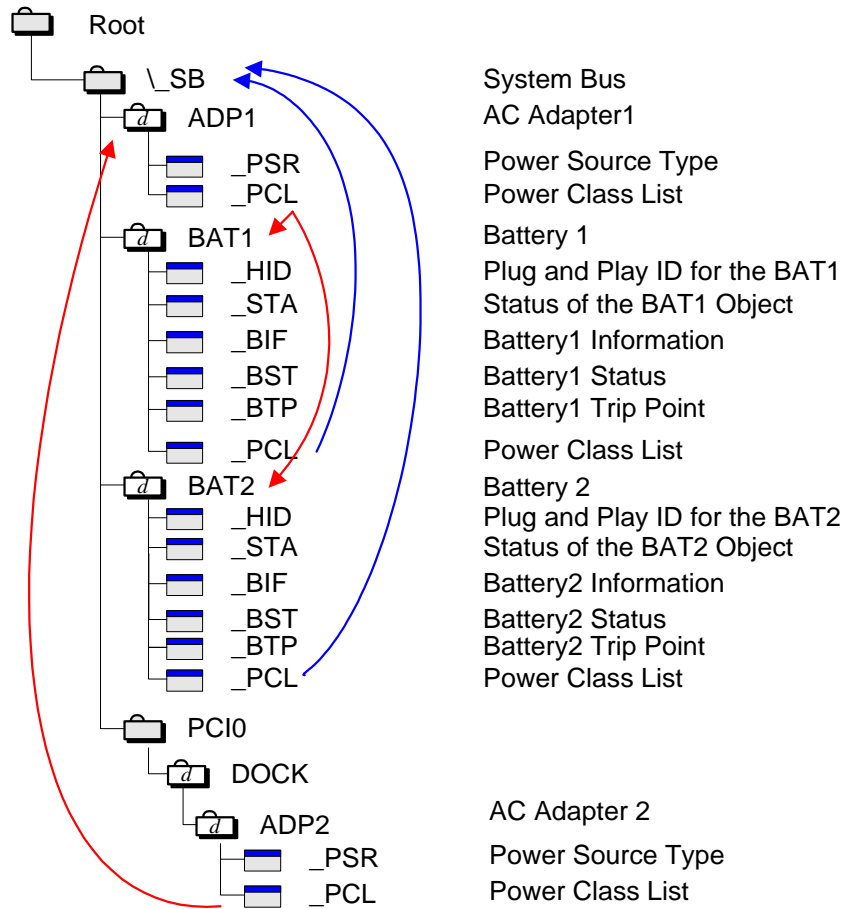 Root
\_SB System Bus
d ADP1 AC Adapter1
_PSR Power Source Type
_PCL Power Class List
d BAT1 Battery 1
_HID Plug and Play ID for the BAT1
_STA Status of the BAT1 Object
_BIF Battery1 Information
_BST Battery1 Status
_BTP Battery1 Trip Point
_PCL Power Class List
d BAT2 Battery 2
_HID Plug and Play ID for the BAT2
_STA Status of the BAT2 Object
_BIF Battery2 Information
_BST Battery2 Status
_BTP Battery2 Trip Point
_PCL Power Class List
PCI0
d DOCK
d ADP2 AC Adapter 2
_PSR Power Source Type
_PCL Power Class List